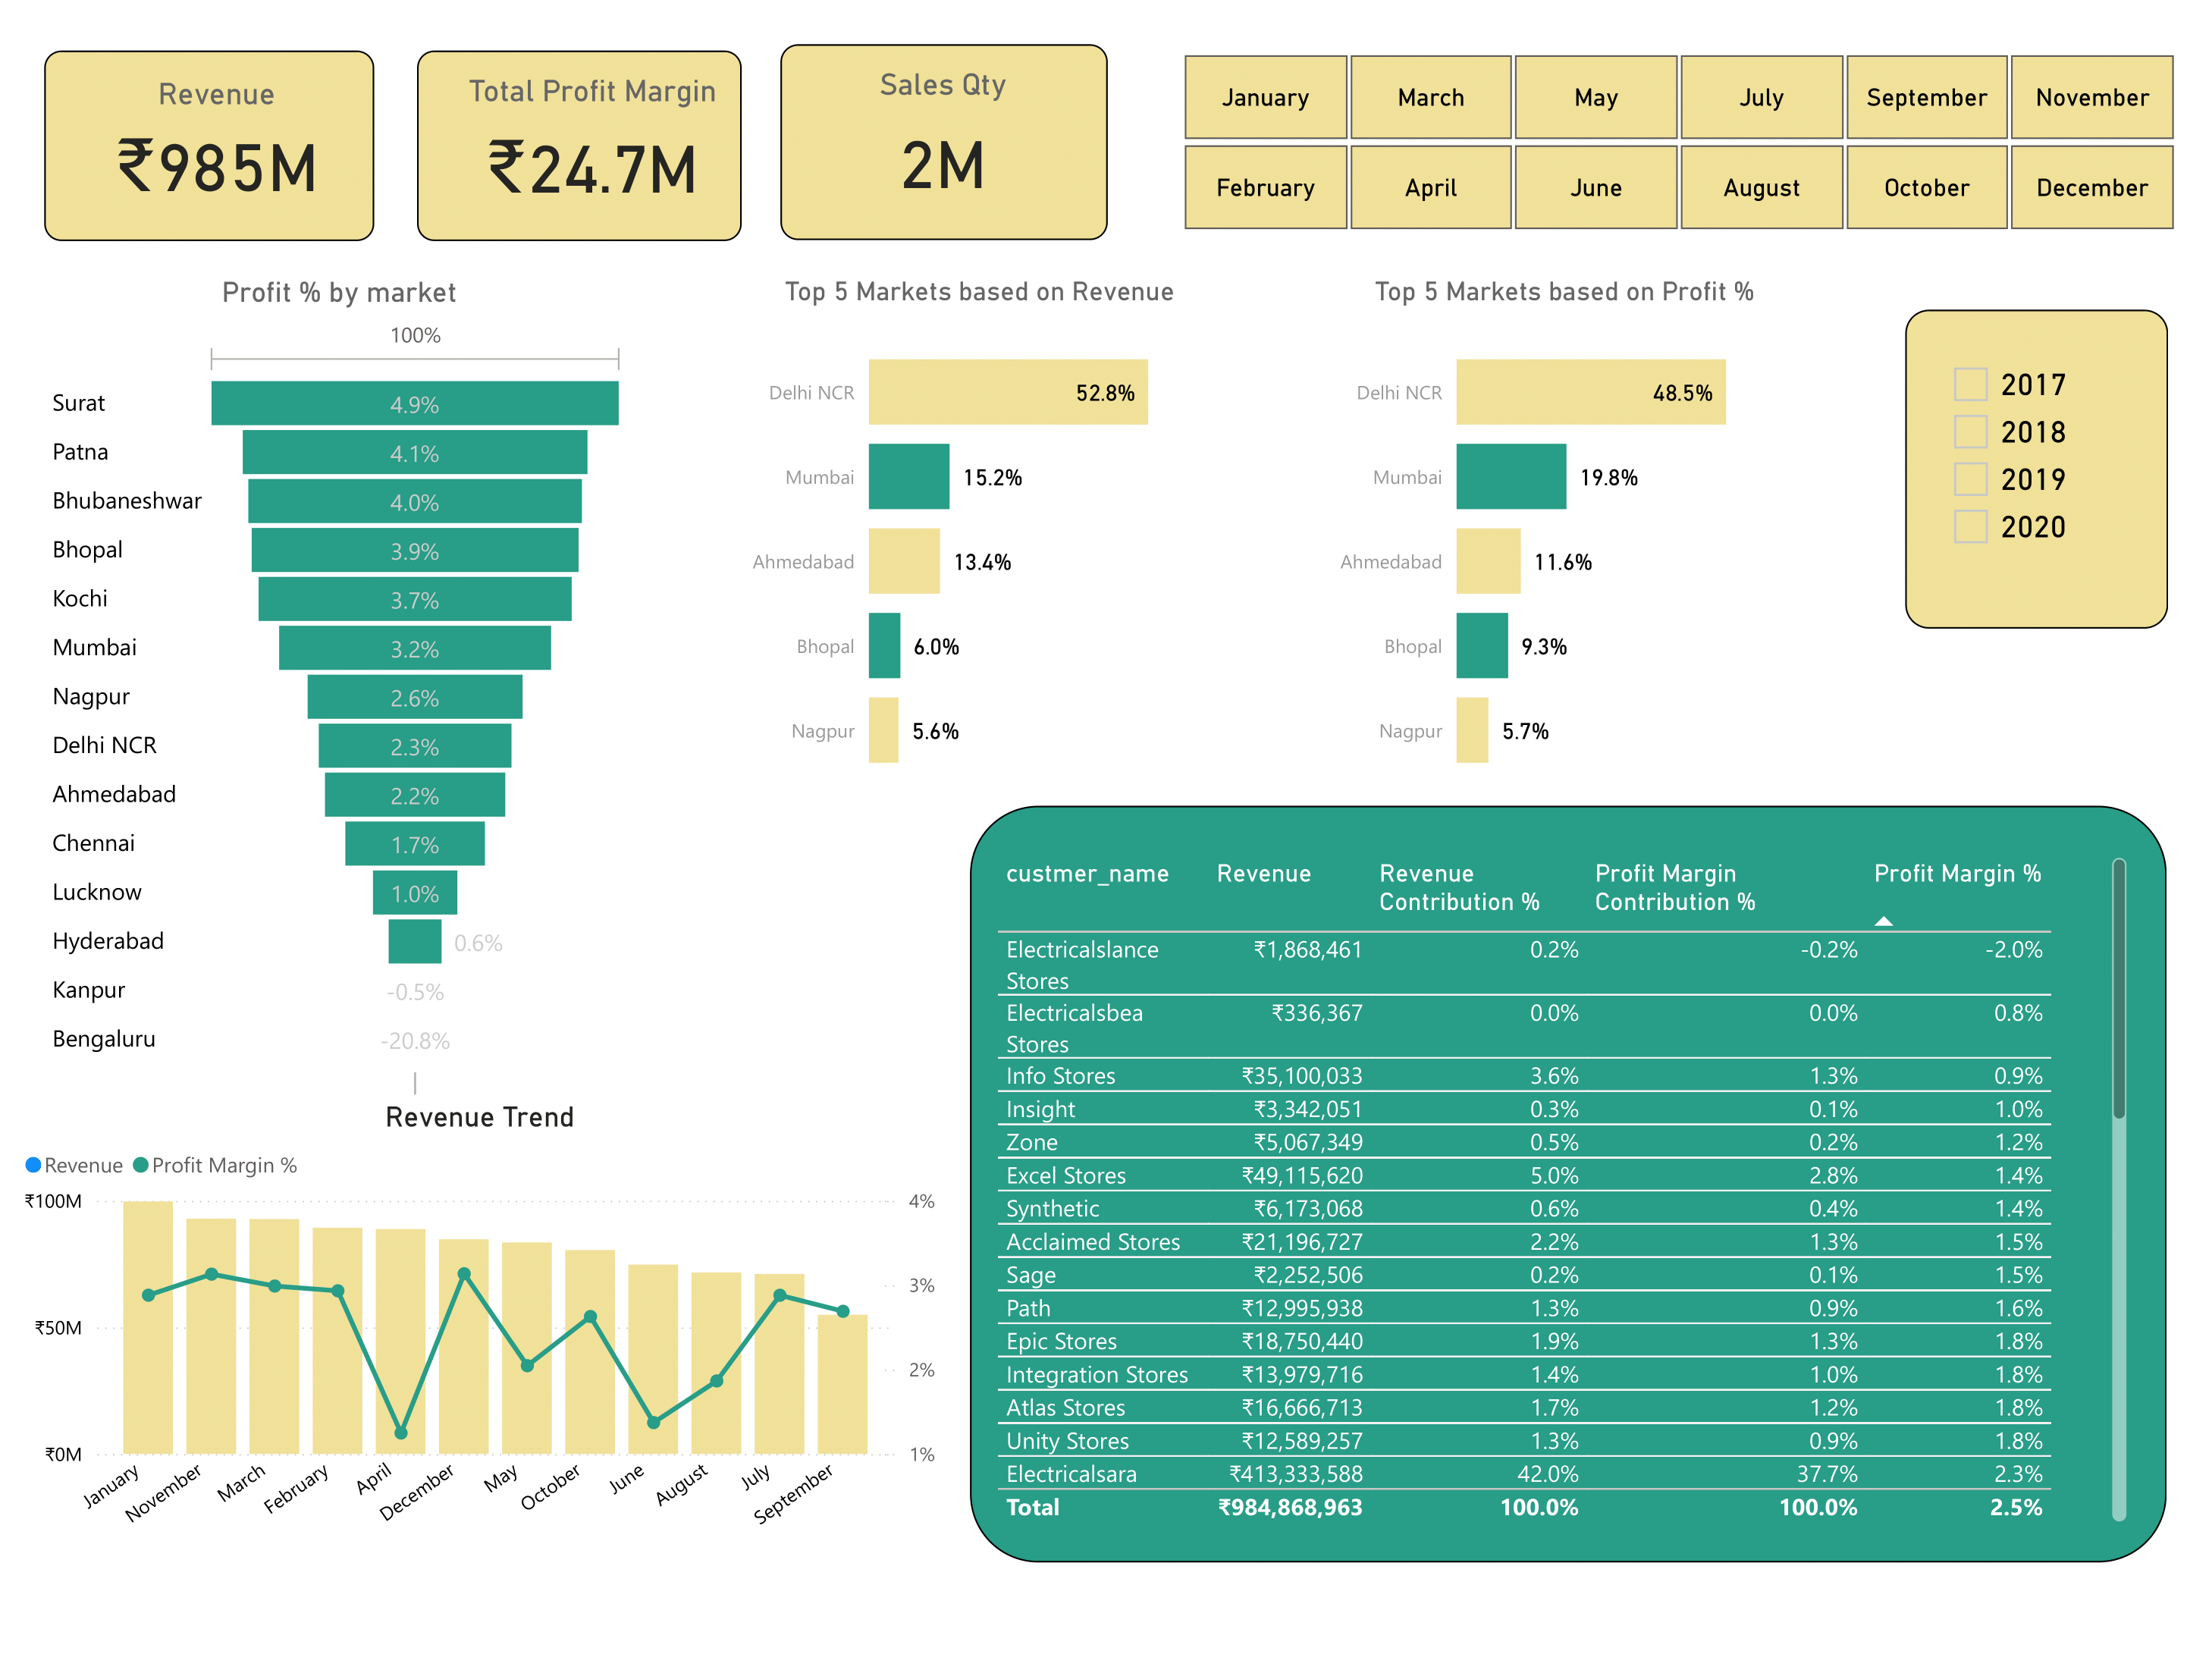 Revenue
₹985M
Total Profit Margin
₹24.7M
Sales Qty
2M
January
March
May
July
September
November
February
April
June
August
October
December
Profit % by market
100%
Surat 4.9%
Patna 4.1%
Bhubaneshwar 4.0%
Bhopal 3.9%
Kochi 3.7%
Mumbai 3.2%
Nagpur 2.6%
Delhi NCR 2.3%
Ahmedabad 2.2%
Chennai 1.7%
Lucknow 1.0%
Hyderabad 0.6%
Kanpur -0.5%
Bengaluru -20.8%
Top 5 Markets based on Revenue
Delhi NCR 52.8%
Mumbai 15.2%
Ahmedabad 13.4%
Bhopal 6.0%
Nagpur 5.6%
Top 5 Markets based on Profit %
Delhi NCR 48.5%
Mumbai 19.8%
Ahmedabad 11.6%
Bhopal 9.3%
Nagpur 5.7%
2017
2018
2019
2020
Revenue Trend
Revenue Profit Margin %
₹100M
₹50M
₹0M
4%
3%
2%
1%
January
November
March
February
April
December
May
October
June
August
July
September
custmer_name Revenue Revenue Profit Margin Profit Margin %
Contribution % Contribution %
Electricalslance ₹1,868,461 0.2% -0.2% -2.0%
Stores
Electricalsbea ₹336,367 0.0% 0.0% 0.8%
Stores
Info Stores ₹35,100,033 3.6% 1.3% 0.9%
Insight ₹3,342,051 0.3% 0.1% 1.0%
Zone ₹5,067,349 0.5% 0.2% 1.2%
Excel Stores ₹49,115,620 5.0% 2.8% 1.4%
Synthetic ₹6,173,068 0.6% 0.4% 1.4%
Acclaimed Stores ₹21,196,727 2.2% 1.3% 1.5%
Sage ₹2,252,506 0.2% 0.1% 1.5%
Path ₹12,995,938 1.3% 0.9% 1.6%
Epic Stores ₹18,750,440 1.9% 1.3% 1.8%
Integration Stores ₹13,979,716 1.4% 1.0% 1.8%
Atlas Stores ₹16,666,713 1.7% 1.2% 1.8%
Unity Stores ₹12,589,257 1.3% 0.9% 1.8%
Electricalsara ₹413,333,588 42.0% 37.7% 2.3%
Total ₹984,868,963 100.0% 100.0% 2.5%